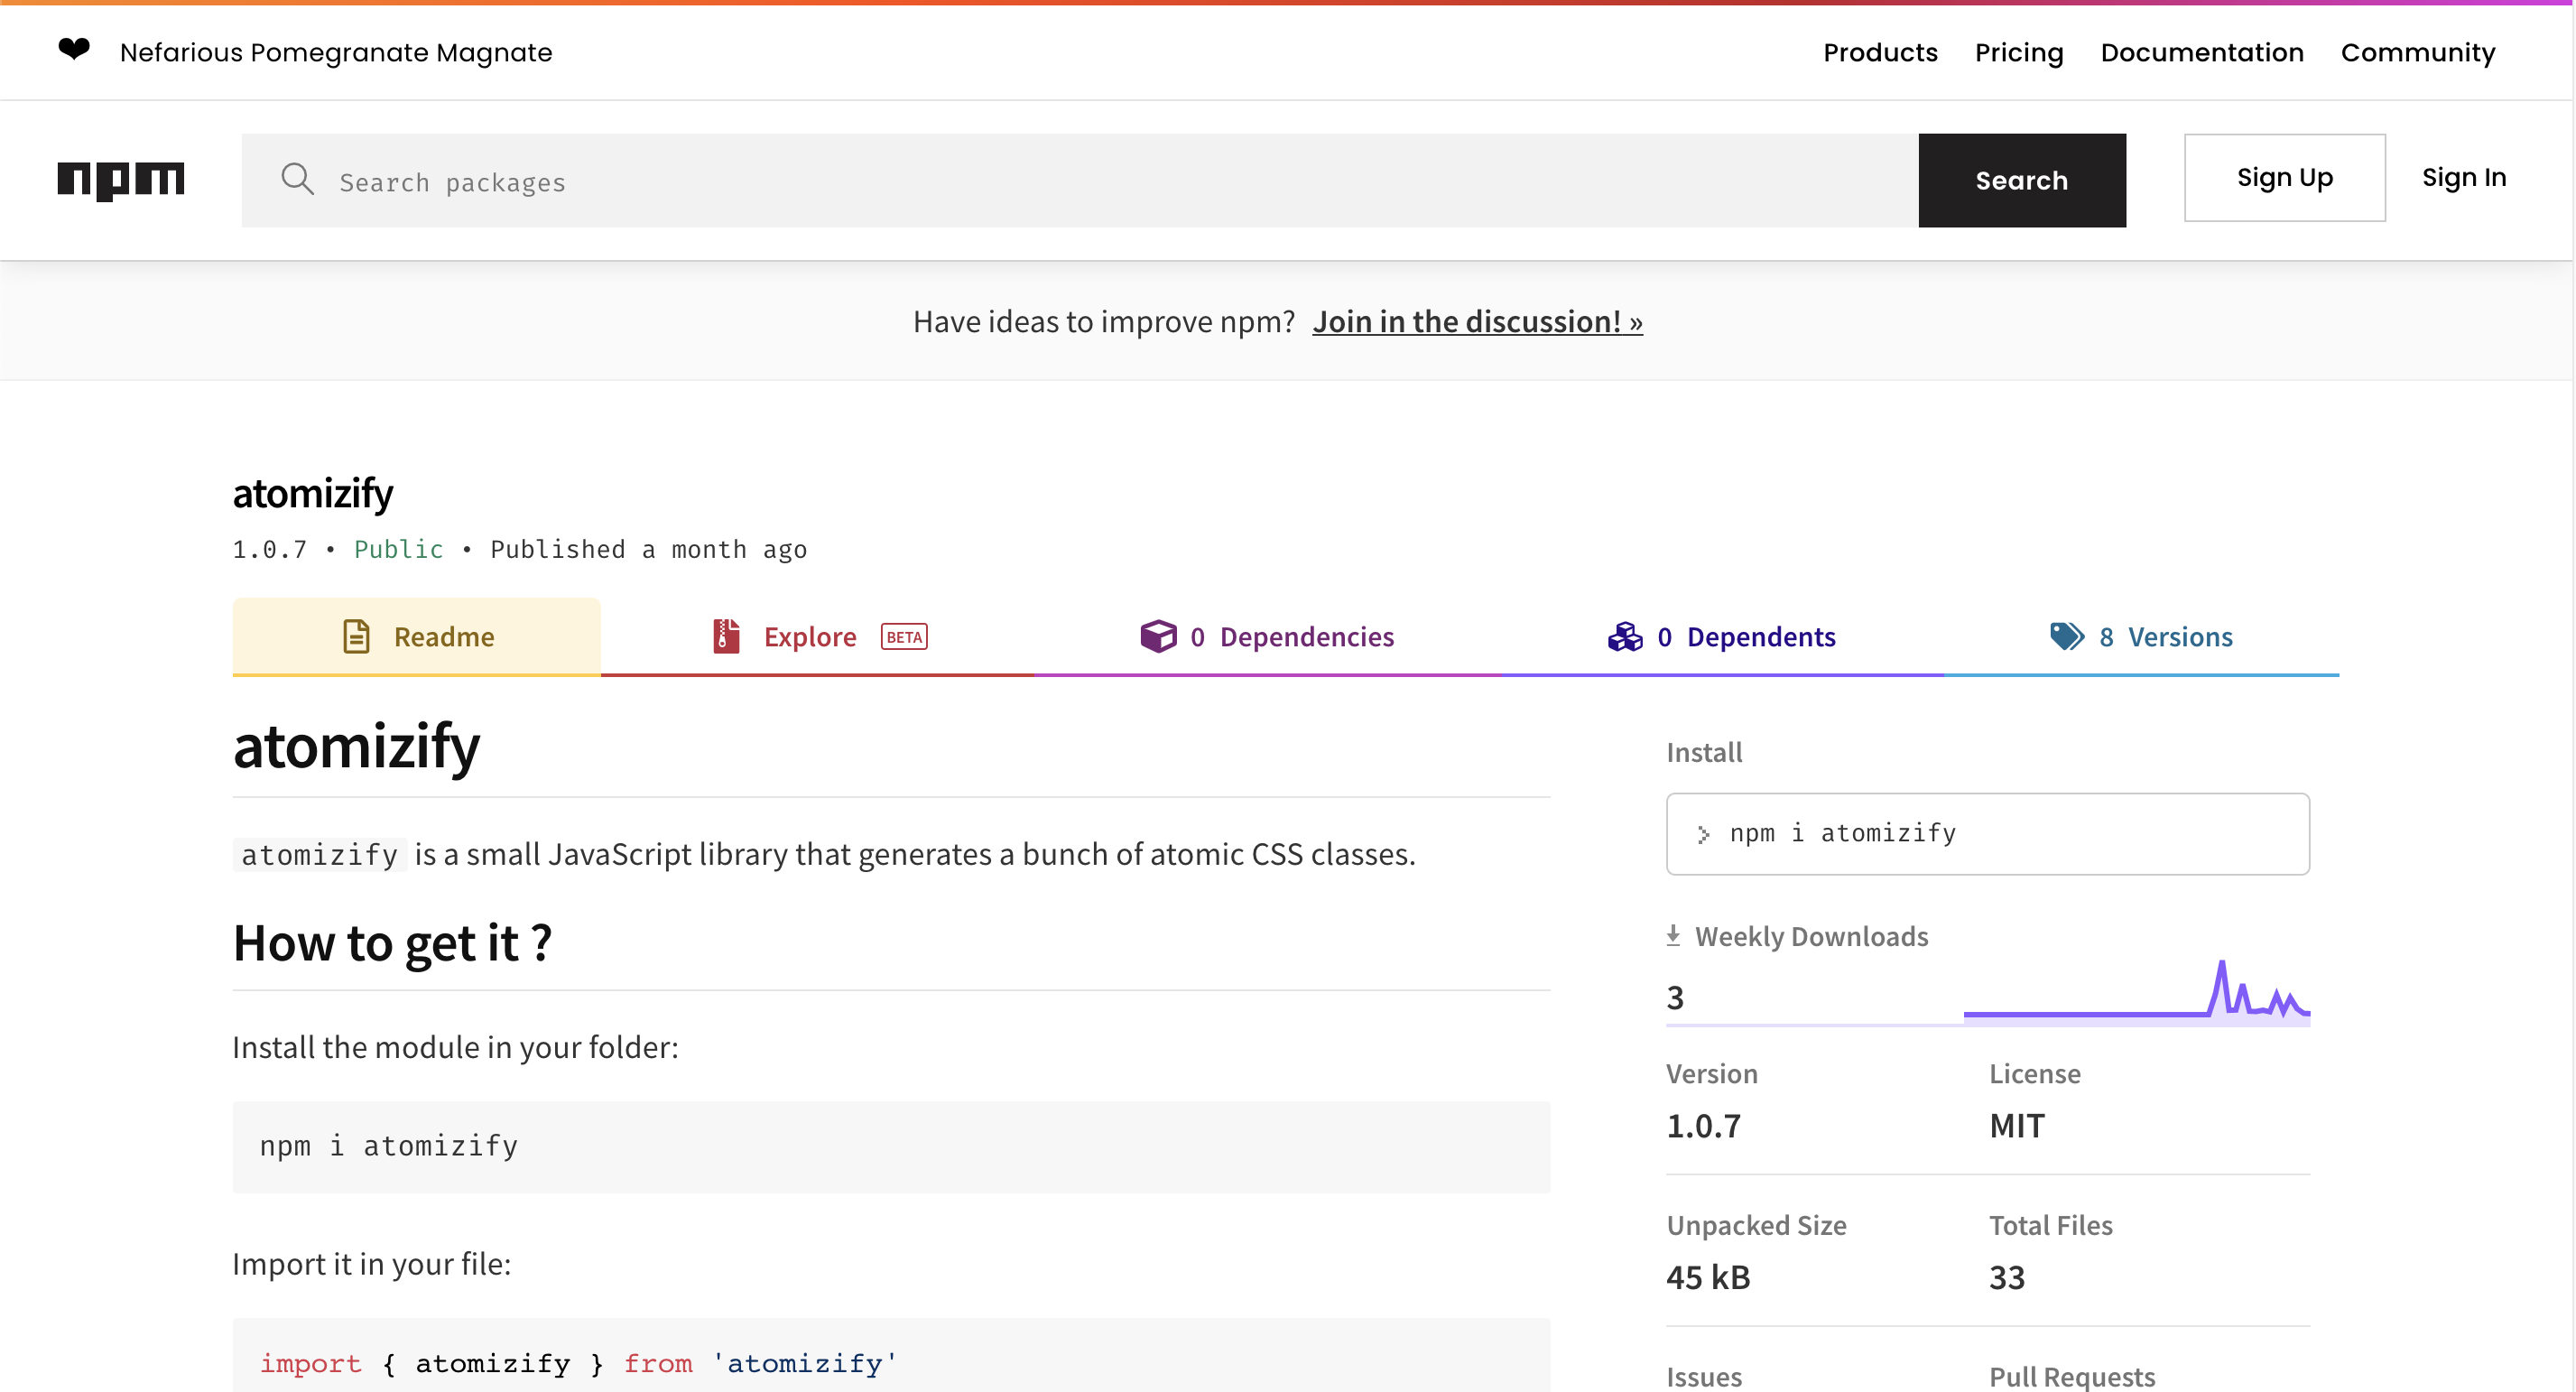 ❤ Nefarious Pomegranate Magnate
Products Pricing Documentation Community
npm
Search packages
Search
Sign Up
Sign In
Have ideas to improve npm? Join in the discussion! »
atomizify
1.0.7 • Public • Published a month ago
Readme
Explore BETA
0 Dependencies
0 Dependents
8 Versions
atomizify
atomizify is a small JavaScript library that generates a bunch of atomic CSS classes.
How to get it ?
Install the module in your folder:
npm i atomizify
Import it in your file:
import { atomizify } from 'atomizify'
Install
npm i atomizify
Weekly Downloads
3
Version
1.0.7
License
MIT
Unpacked Size
45 kB
Total Files
33
Issues
Pull Requests